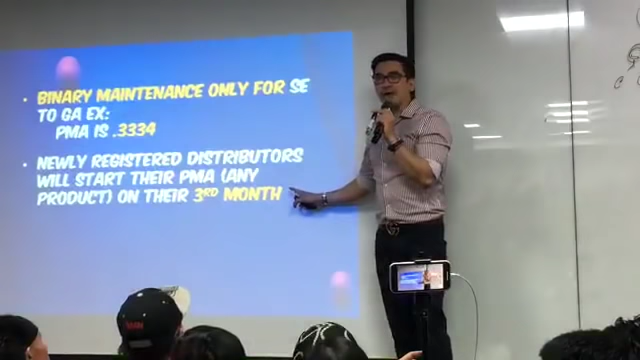 • BINARY MAINTENANCE ONLY FOR SE
TO GA EX:
PMA IS .3334
• NEWLY REGISTERED DISTRIBUTORS
WILL START THEIR PMA (ANY
PRODUCT) ON THEIR 3RD MONTH